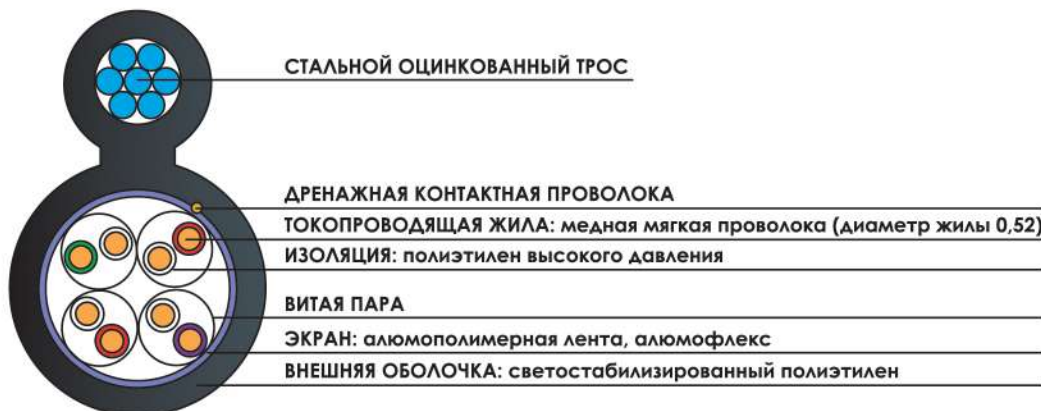 СТАЛЬНОЙ ОЦИНКОВАННЫЙ ТРОС
ДРЕНАЖНАЯ КОНТАКТНАЯ ПРОВОЛОКА
ТОКОПРОВОДЯЩАЯ ЖИЛА: медная мягкая проволока (диаметр жилы 0,52)
ИЗОЛЯЦИЯ: полиэтилен высокого давления
ВИТАЯ ПАРА
ЭКРАН: алюмополимерная лента, алюмофлекс
ВНЕШНЯЯ ОБОЛОЧКА: светостабилизированный полиэтилен